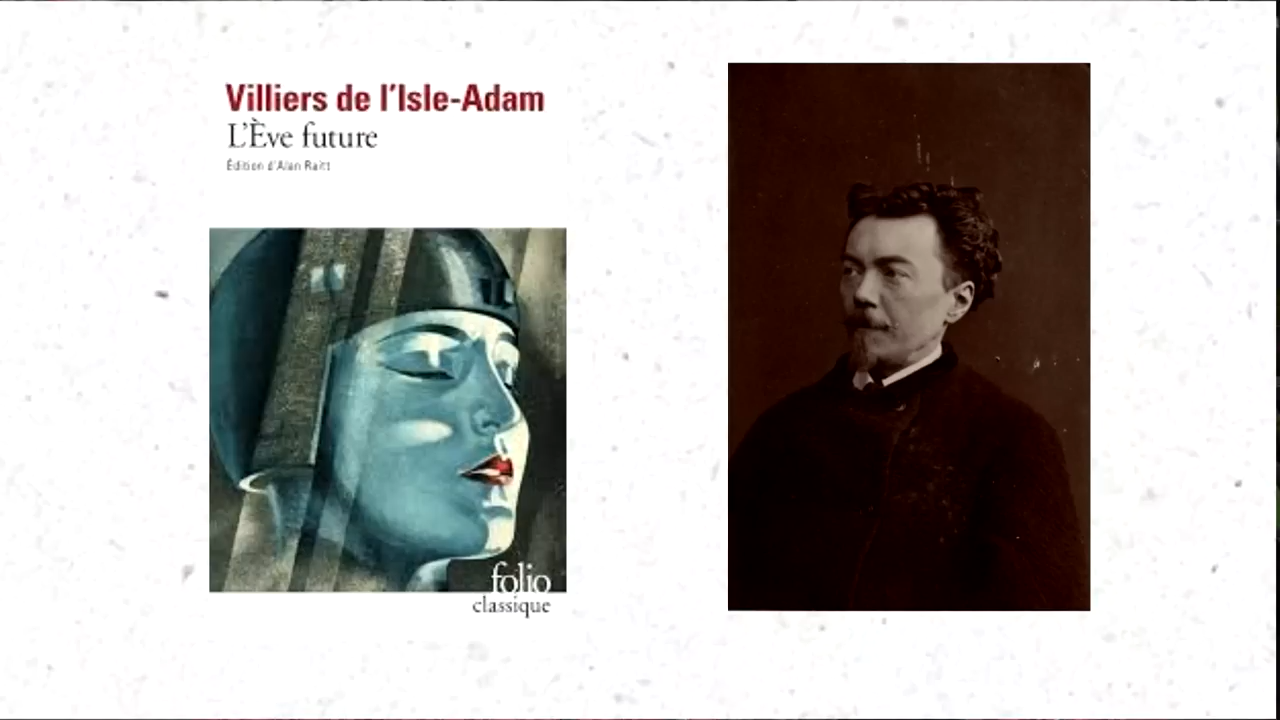 Villiers de l'Isle-Adam
L'Ève future
Édition d'Alan Raitt
folio
classique